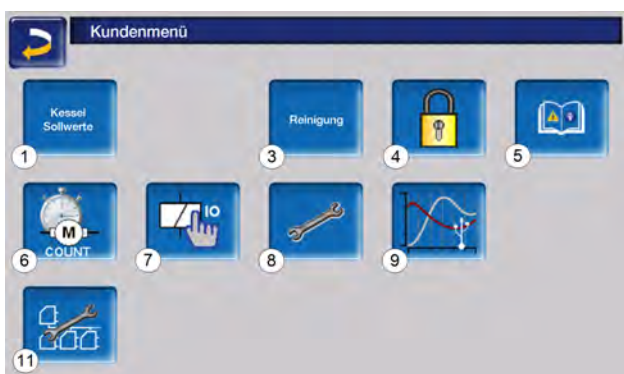 Kundenmenü
Kessel
Sollwerte
1
Reinigung
3
4
5
M
COUNT
6
IO
7
8
9
11